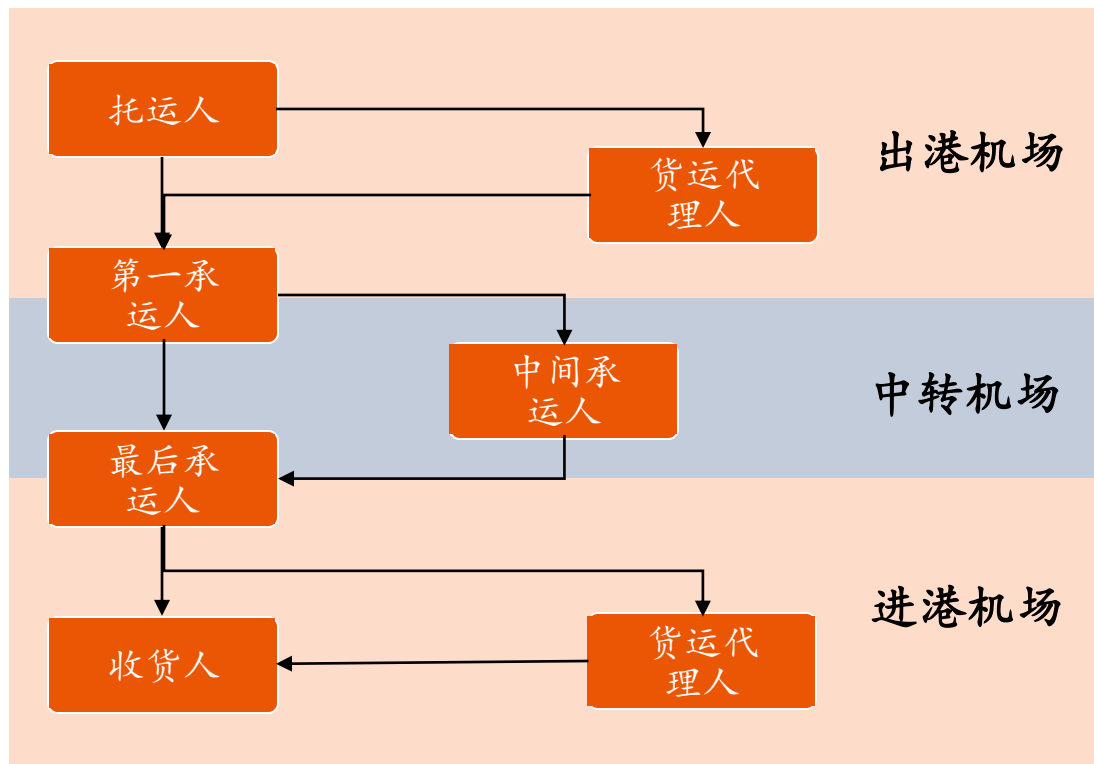 托运人
货运代
理人
出港机场
第一承
运人
中间承
运人
中转机场
最后承
运人
进港机场
收货人
货运代
理人